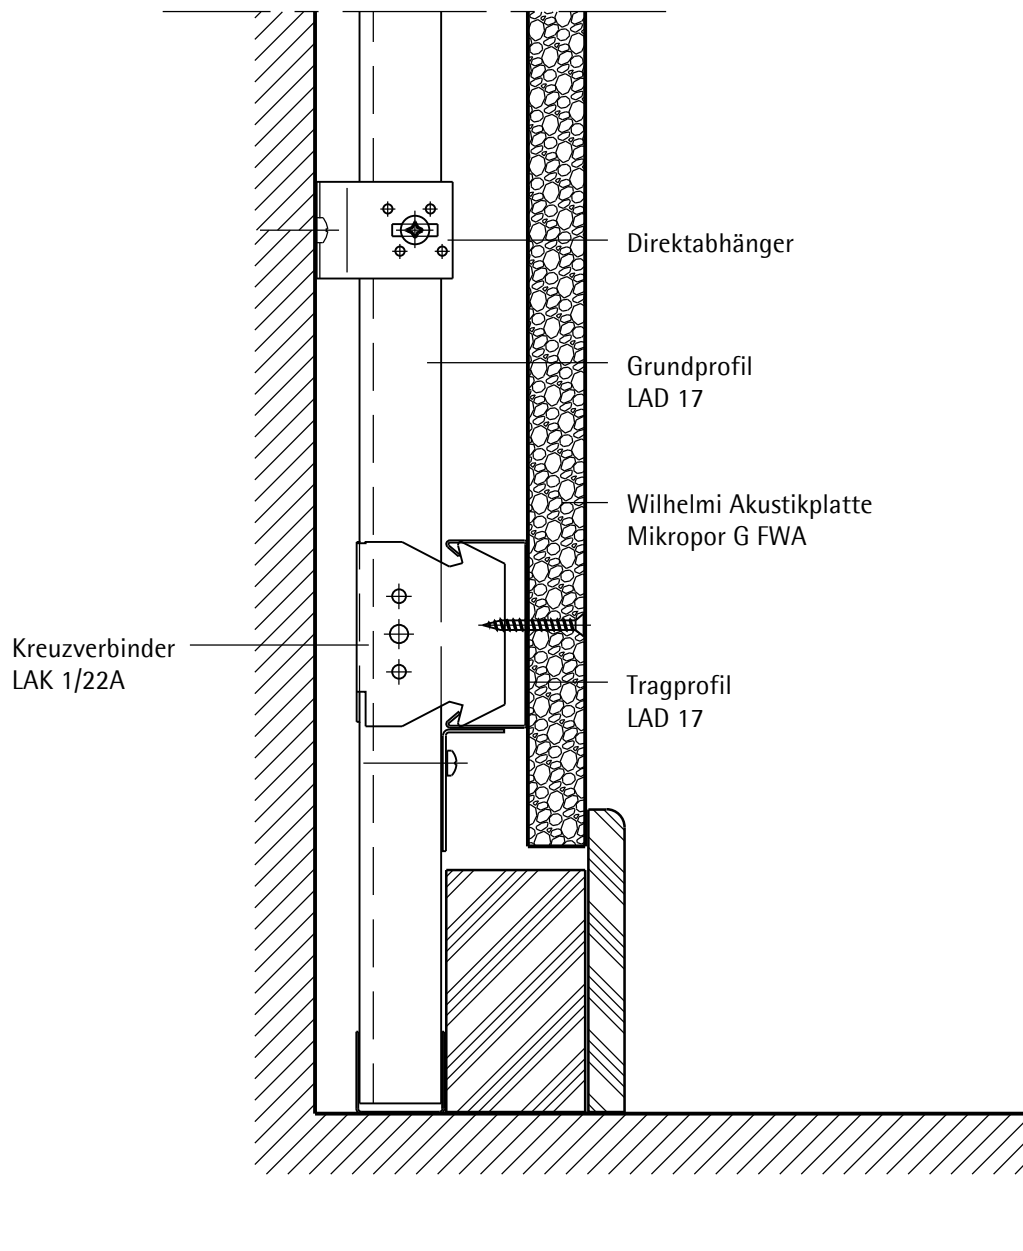 Direktabhänger
Grundprofil
LAD 17
Wilhelmi Akustikplatte
Mikropor G FWA
Kreuzverbinder
LAK 1/22A
Tragprofil
LAD 17